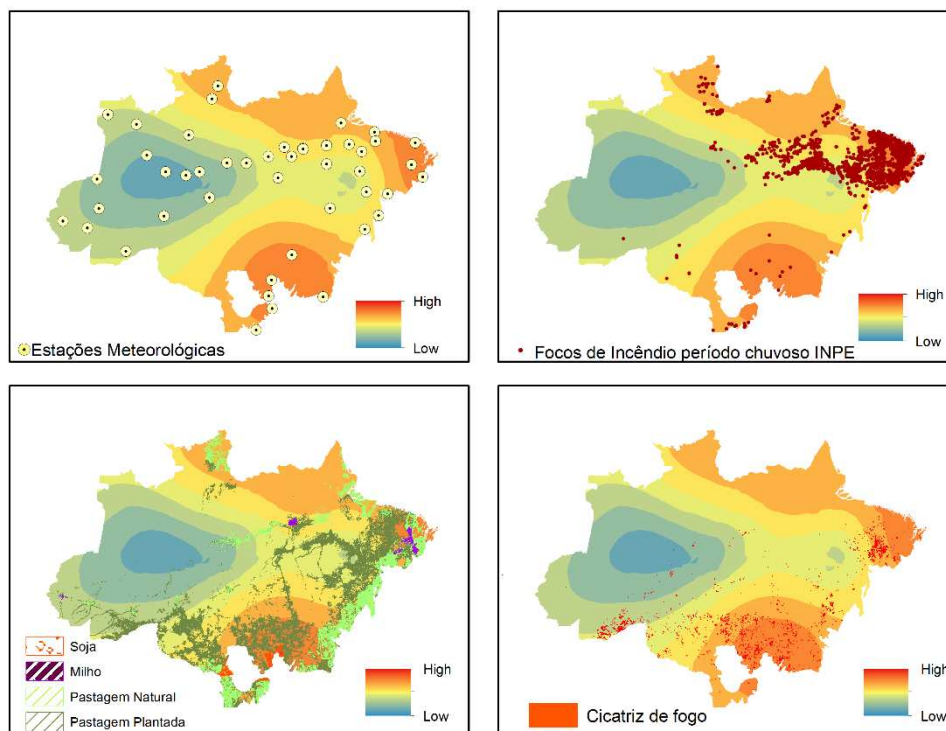 High
Low
Estações Meteorológicas
High
Low
Focos de Incêndio período chuvoso INPE
Soja
Milho
Pastagem Natural
Pastagem Plantada
High
Low
High
Low
Cicatriz de fogo